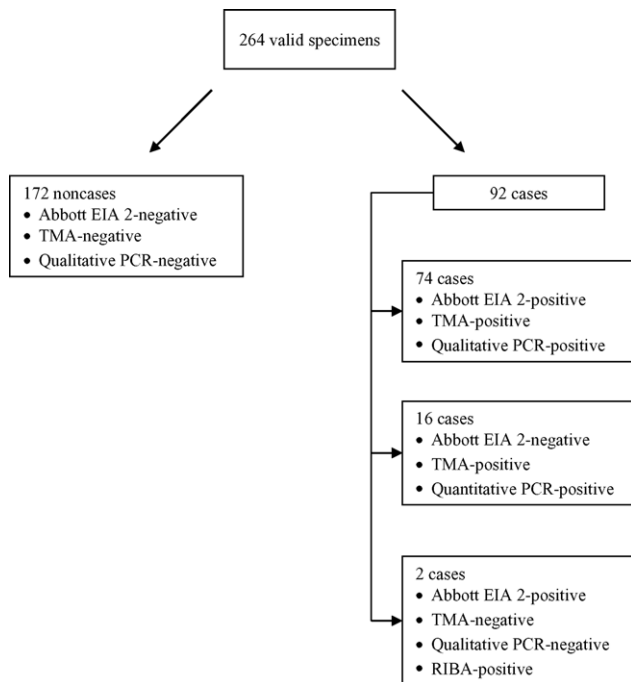 264 valid specimens
172 noncases
• Abbott EIA 2-negative
• TMA-negative
• Qualitative PCR-negative
92 cases
74 cases
• Abbott EIA 2-positive
• TMA-positive
• Qualitative PCR-positive
16 cases
• Abbott EIA 2-negative
• TMA-positive
• Quantitative PCR-positive
2 cases
• Abbott EIA 2-positive
• TMA-negative
• Qualitative PCR-negative
• RIBA-positive